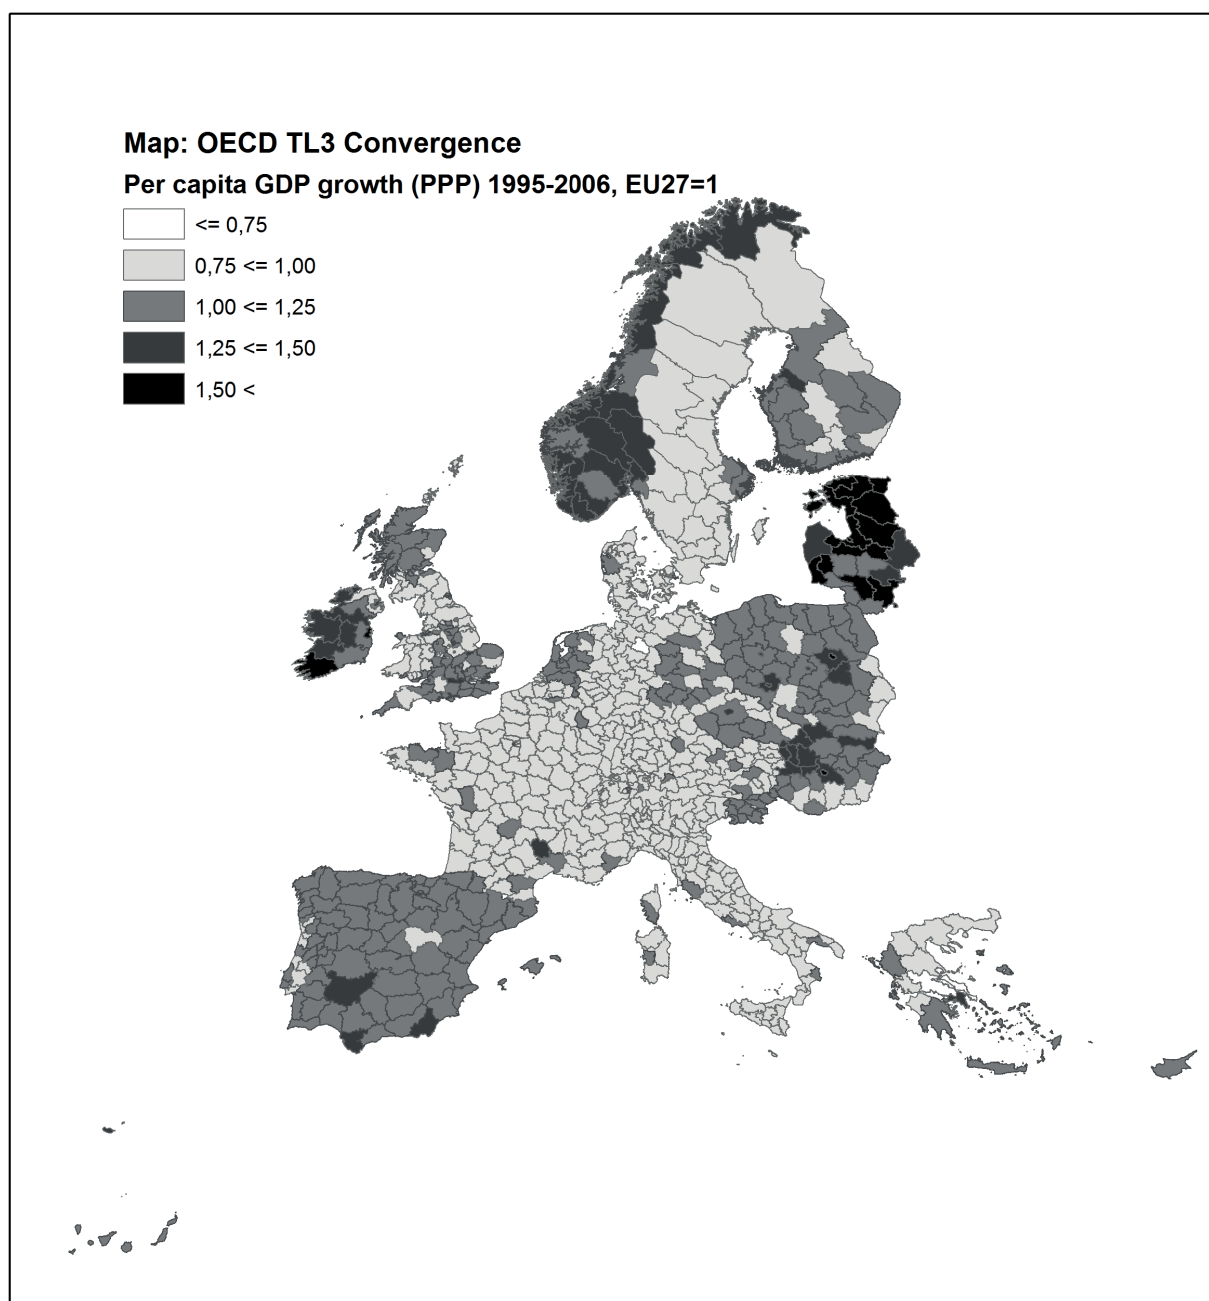 Map: OECD TL3 Convergence
Per capita GDP growth (PPP) 1995-2006, EU27=1
<= 0,75
0,75 <= 1,00
1,00 <= 1,25
1,25 <= 1,50
1,50 <